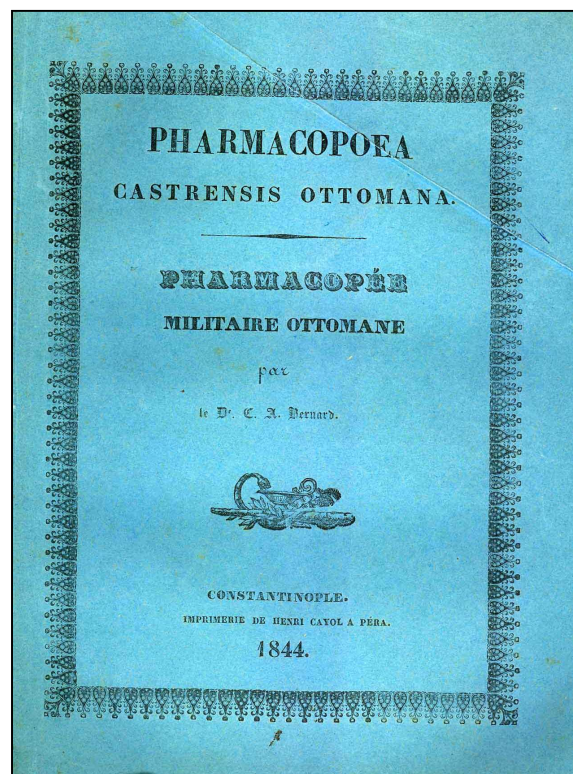 PHARMACOPOEA
CASTRENSIS OTTOMANA.
PHARMACOPÉE
MILITAIRE OTTOMANE
par
le Dr. C. A. Bernard.
CONSTANTINOPLE.
IMPRIMERIE DE HENRI CAYOL A PÉRA.
1844.